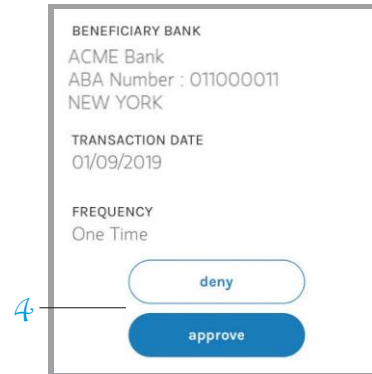 BENEFICIARY BANK
ACME Bank
ABA Number : 011000011
NEW YORK
TRANSACTION DATE
01/09/2019
FREQUENCY
One Time
deny
4
approve